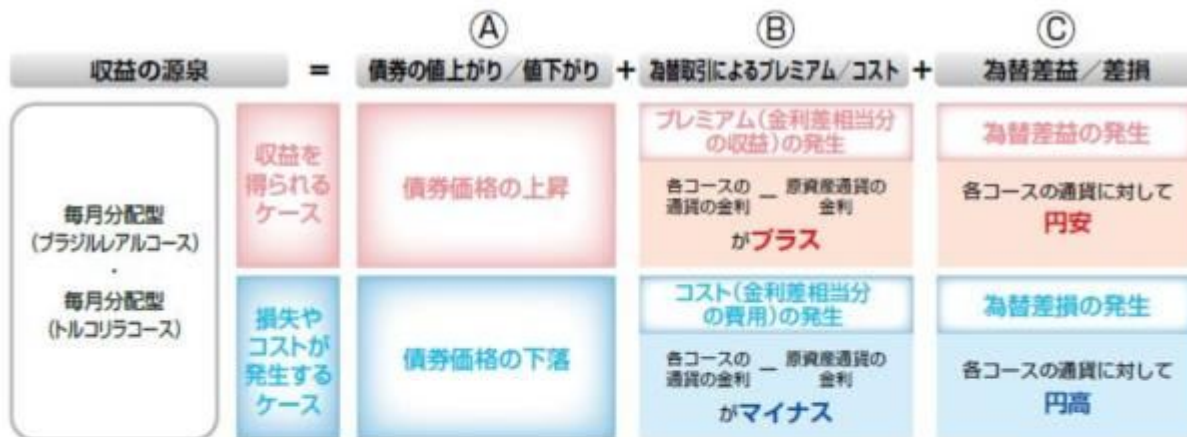 Ⓐ
Ⓑ
Ⓒ
収益の源泉 = 債券の値上がり／値下がり + 為替取引によるプレミアム／コスト + 為替差益／差損
毎月分配型
(ブラジルレアルコース)
・
毎月分配型
(トルコリラコース)
収益を
得られる
ケース
債券価格の上昇
プレミアム(金利差相当分
の収益)の発生
各コースの 原資産通貨の
通貨の金利 － 金利
がプラス
為替差益の発生
各コースの通貨に対して
円安
損失や
コストが
発生する
ケース
債券価格の下落
コスト(金利差相当分
の費用)の発生
各コースの 原資産通貨の
通貨の金利 － 金利
がマイナス
為替差損の発生
各コースの通貨に対して
円高